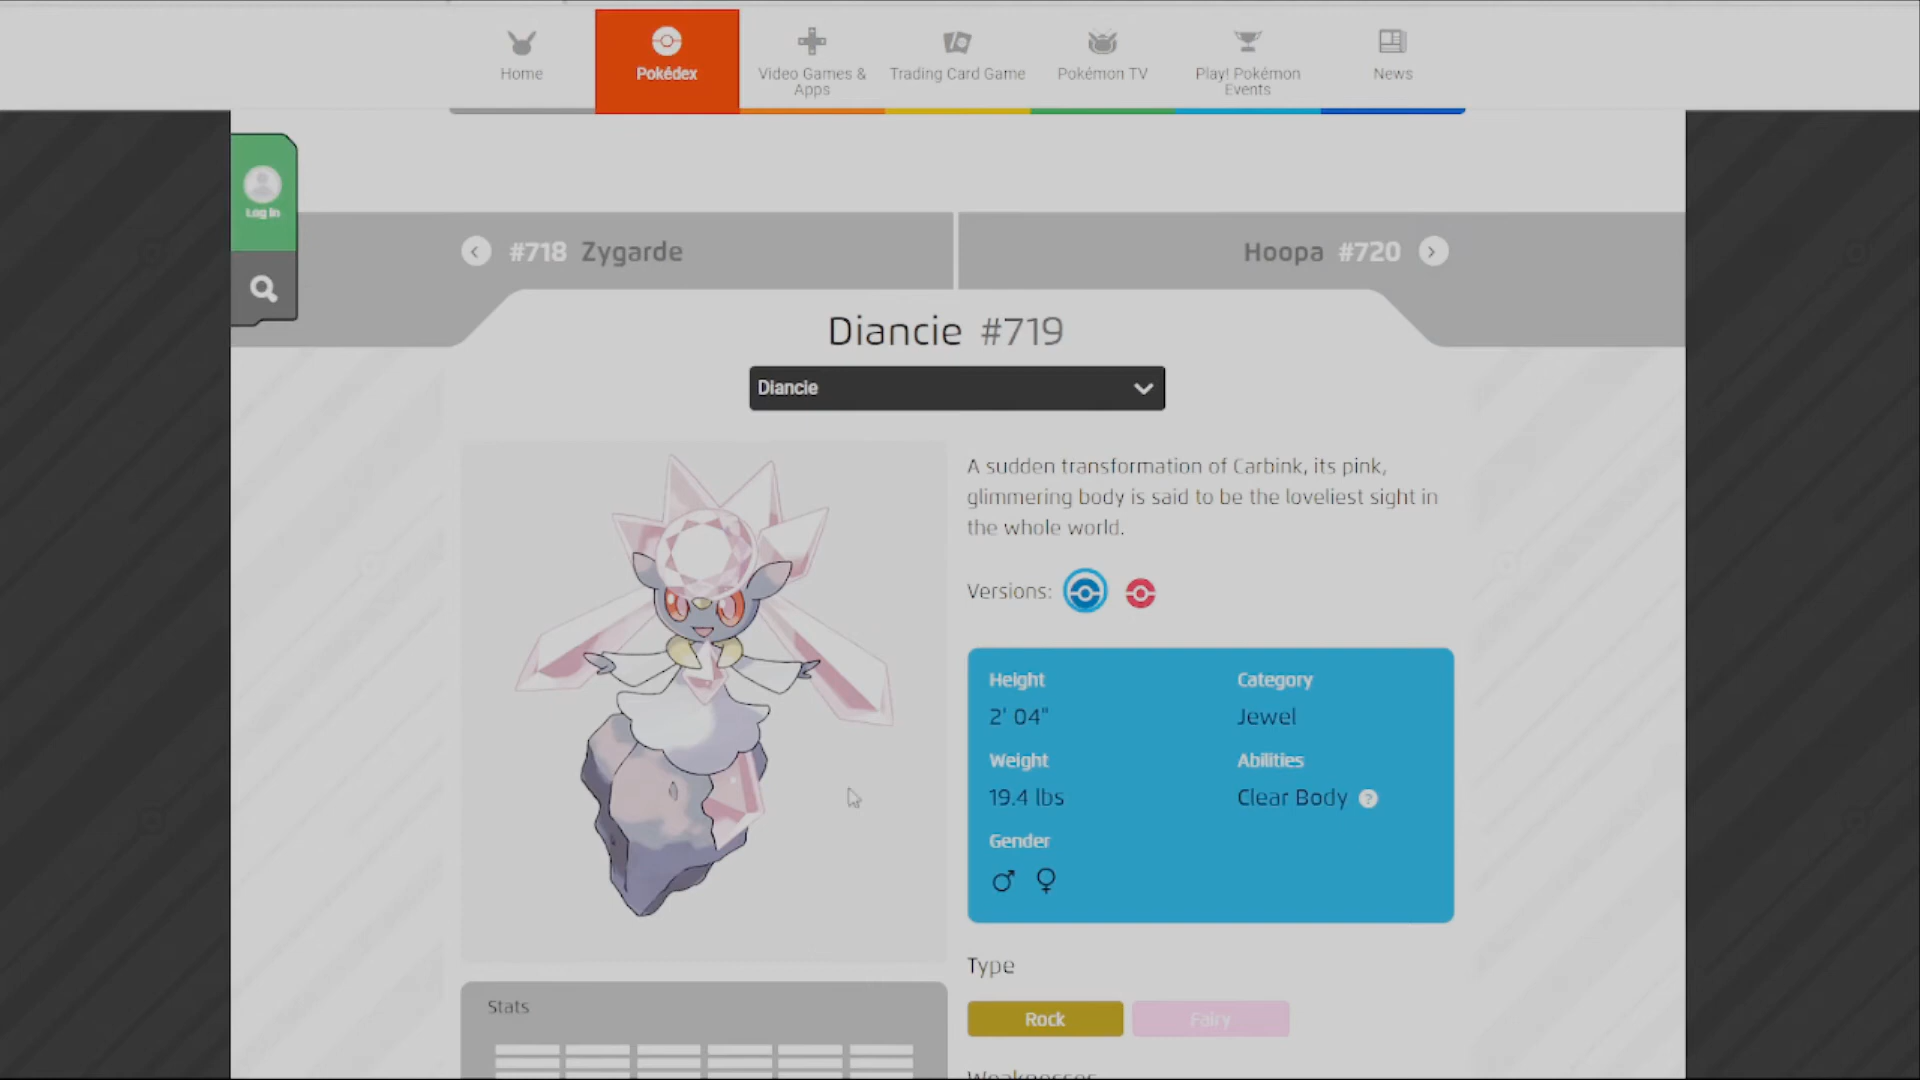 Home
Pokédex
Video Games &
Apps
Trading Card Game
Pokémon TV
Play! Pokémon
Events
News
Log in
#718 Zygarde
Hoopa #720
Diancie #719
Diancie
A sudden transformation of Carbink, its pink,
glimmering body is said to be the loveliest sight in
the whole world.
Versions:
Height
2' 04"
Category
Jewel
Weight
19.4 lbs
Abilities
Clear Body ?
Gender
♂ ♀
Type
Rock
Fairy
Stats
Weaknesses